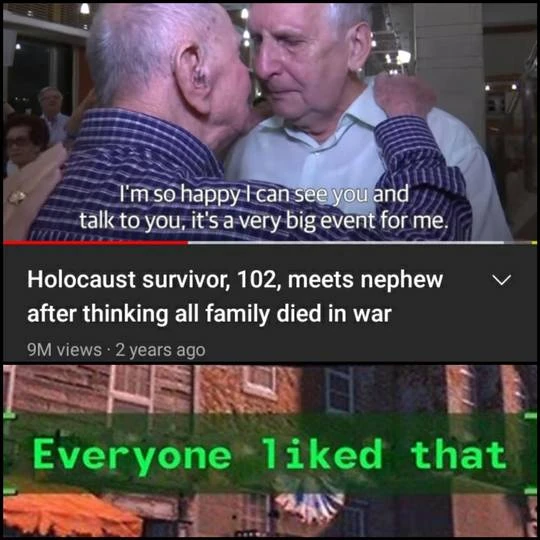 I'm so happy I can see you and
talk to you, it's a very big event for me.
Holocaust survivor, 102, meets nephew
after thinking all family died in war
9M views · 2 years ago
Everyone liked that